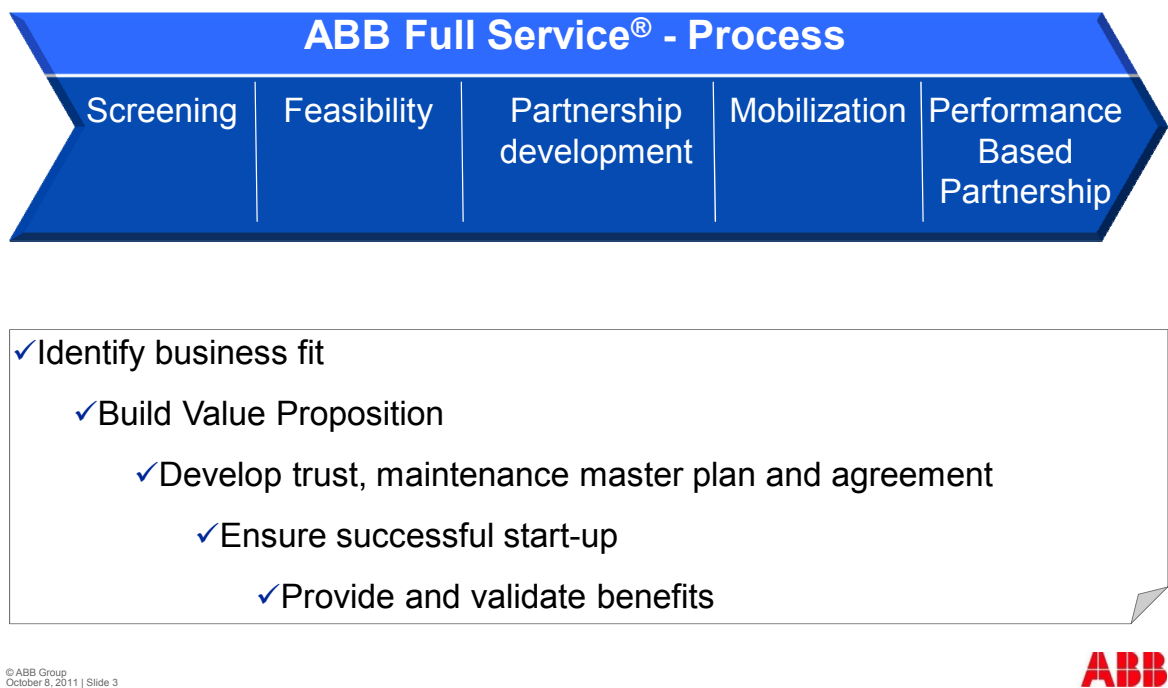 ABB Full Service® - Process
Screening
Feasibility
Partnership
development
Mobilization
Performance
Based
Partnership
✓Identify business fit
✓Build Value Proposition
✓Develop trust, maintenance master plan and agreement
✓Ensure successful start-up
✓Provide and validate benefits
© ABB Group
October 8, 2011 | Slide 3
ABB